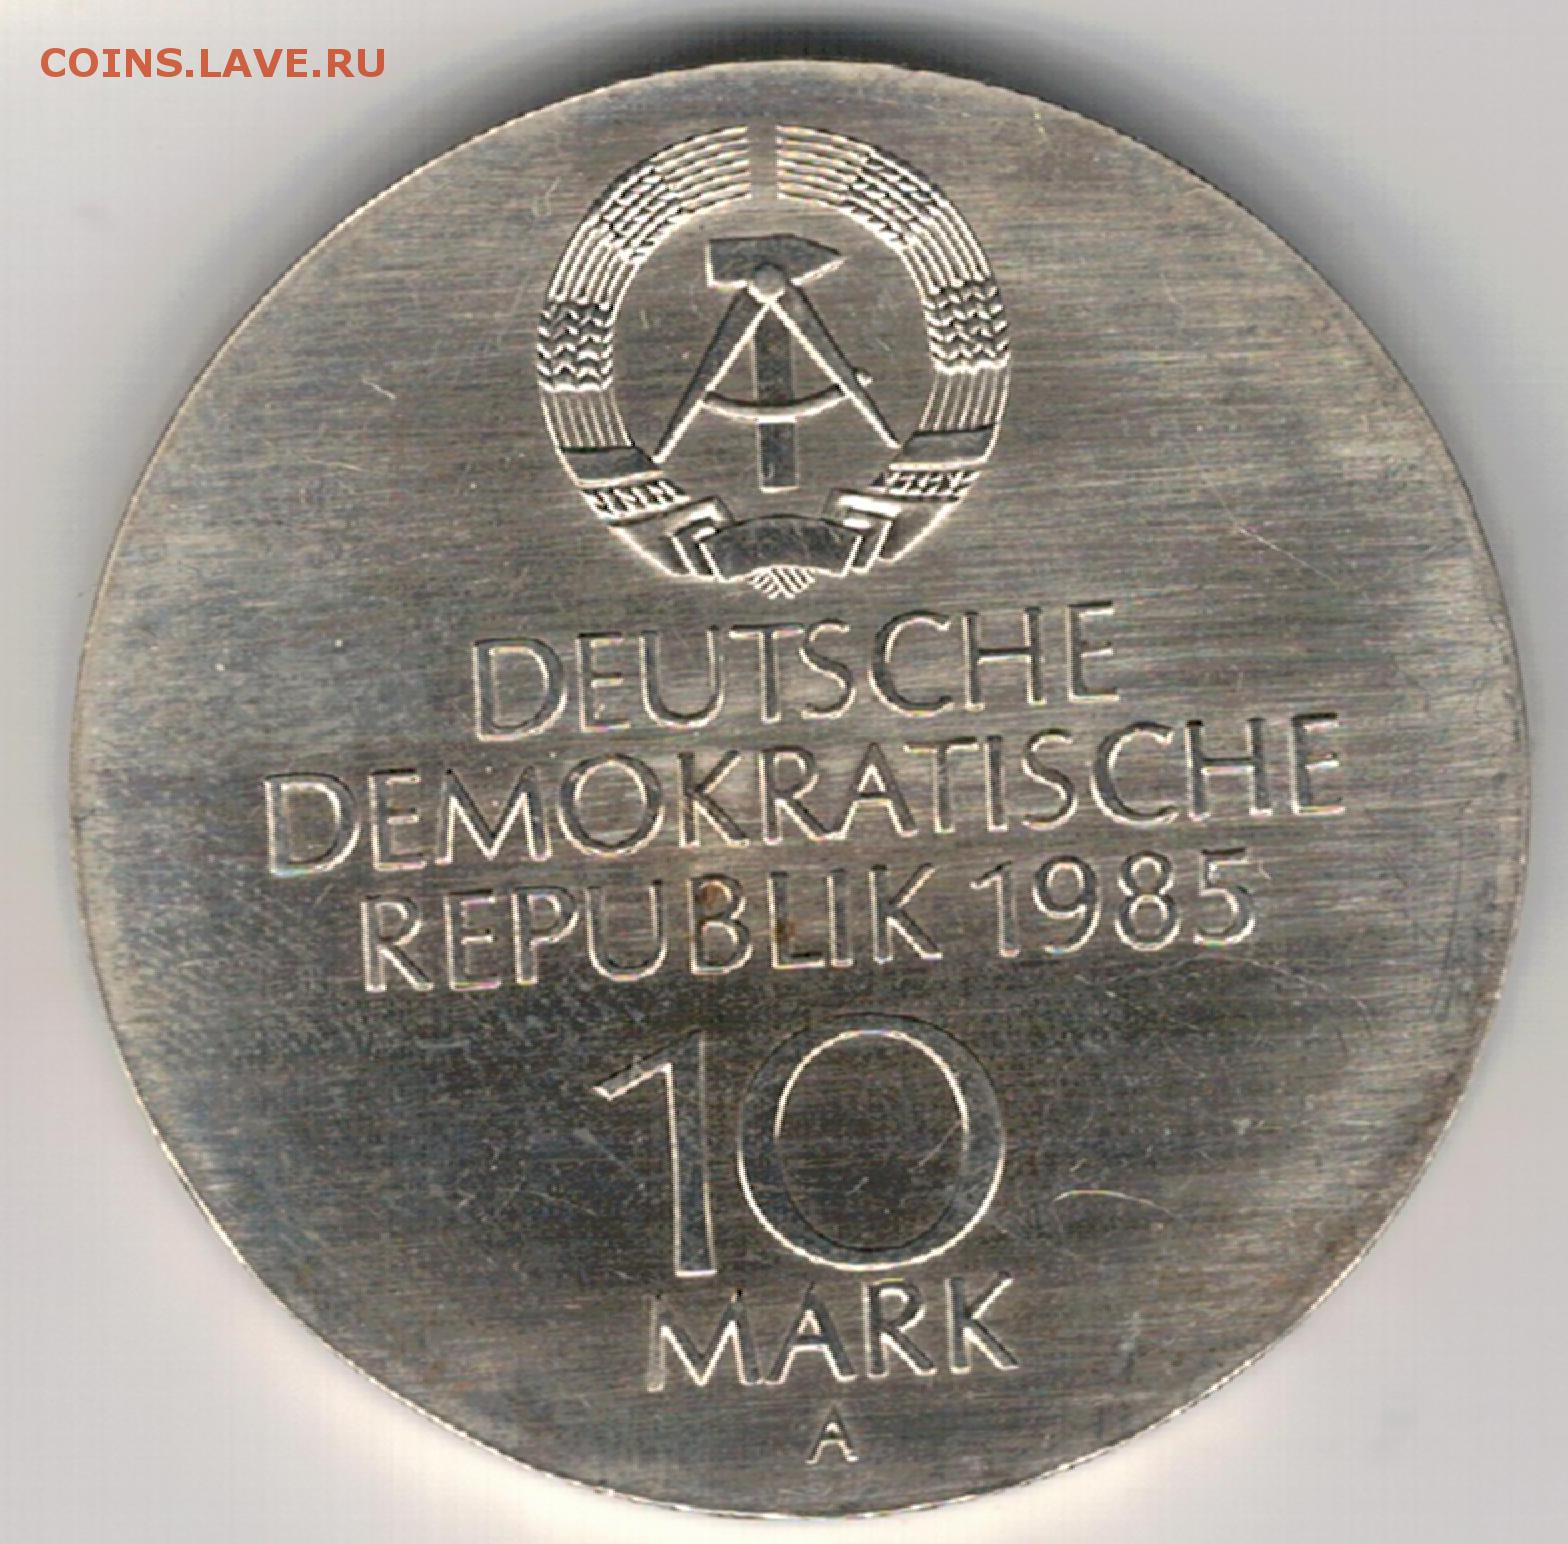 COINS.LAVE.RU
DEUTSCHE
DEMOKRATISCHE
REPUBLIK 1985
10
MARK
A